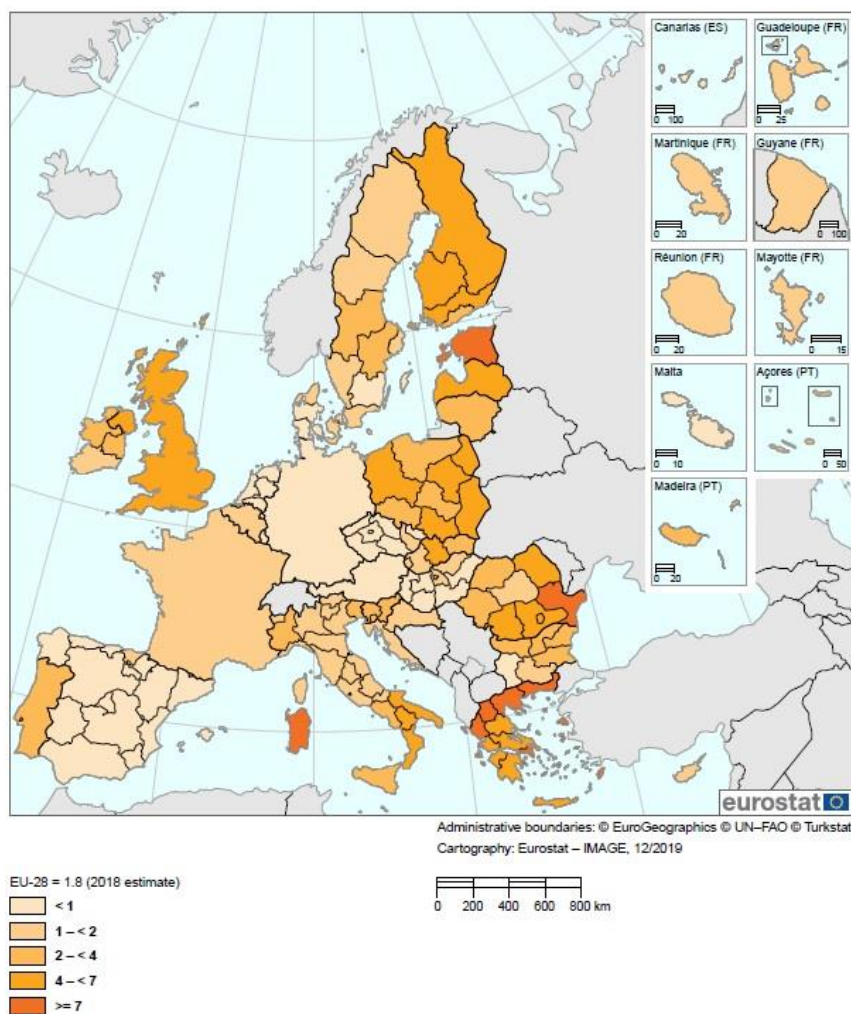 Canarias (ES)
0 100
Guadeloupe (FR)
0 25
Martinique (FR)
0 20
Guyane (FR)
0 100
Réunion (FR)
0 20
Mayotte (FR)
0 15
Malta
0 10
Açores (PT)
0 50
Madeira (PT)
0 20
eurostat
Administrative boundaries: © EuroGeographics © UN–FAO © Turkstat
Cartography: Eurostat – IMAGE, 12/2019
0 200 400 600 800 km
EU-28 = 1.8 (2018 estimate)
< 1
1 – < 2
2 – < 4
4 – < 7
>= 7